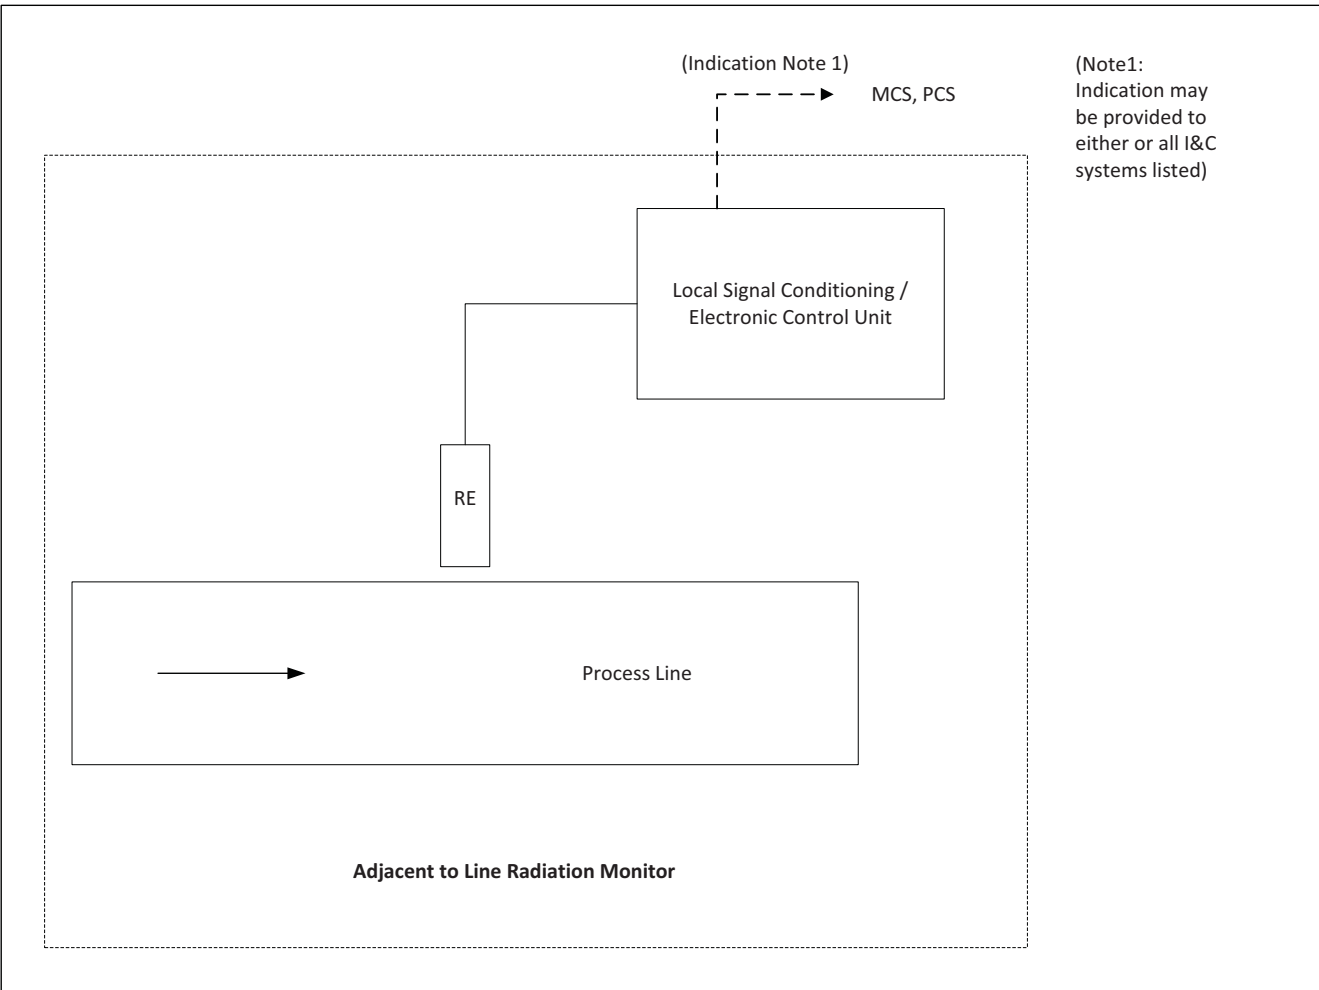 (Indication Note 1)
MCS, PCS
(Note1:
Indication may
be provided to
either or all I&C
systems listed)
Local Signal Conditioning /
Electronic Control Unit
RE
Process Line
Adjacent to Line Radiation Monitor